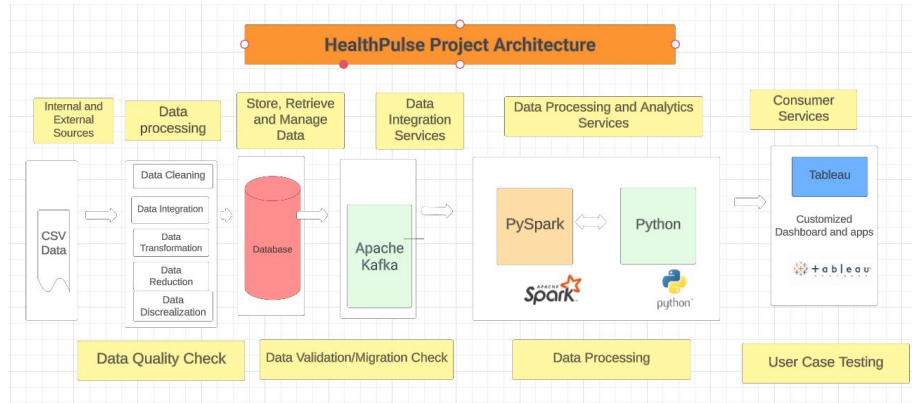 HealthPulse Project Architecture
Internal and
External
Sources
Data
processing
Store, Retrieve
and Manage
Data
Data
Integration
Services
Data Processing and Analytics
Services
Consumer
Services
CSV
Data
Data Cleaning
Data Integration
Data
Transformation
Data
Reduction
Data
Discrealization
Database
Apache
Kafka
PySpark
Python
APACHE
Spark
python
Tableau
Customized
Dashboard and apps
+ableau
Data Quality Check
Data Validation/Migration Check
Data Processing
User Case Testing